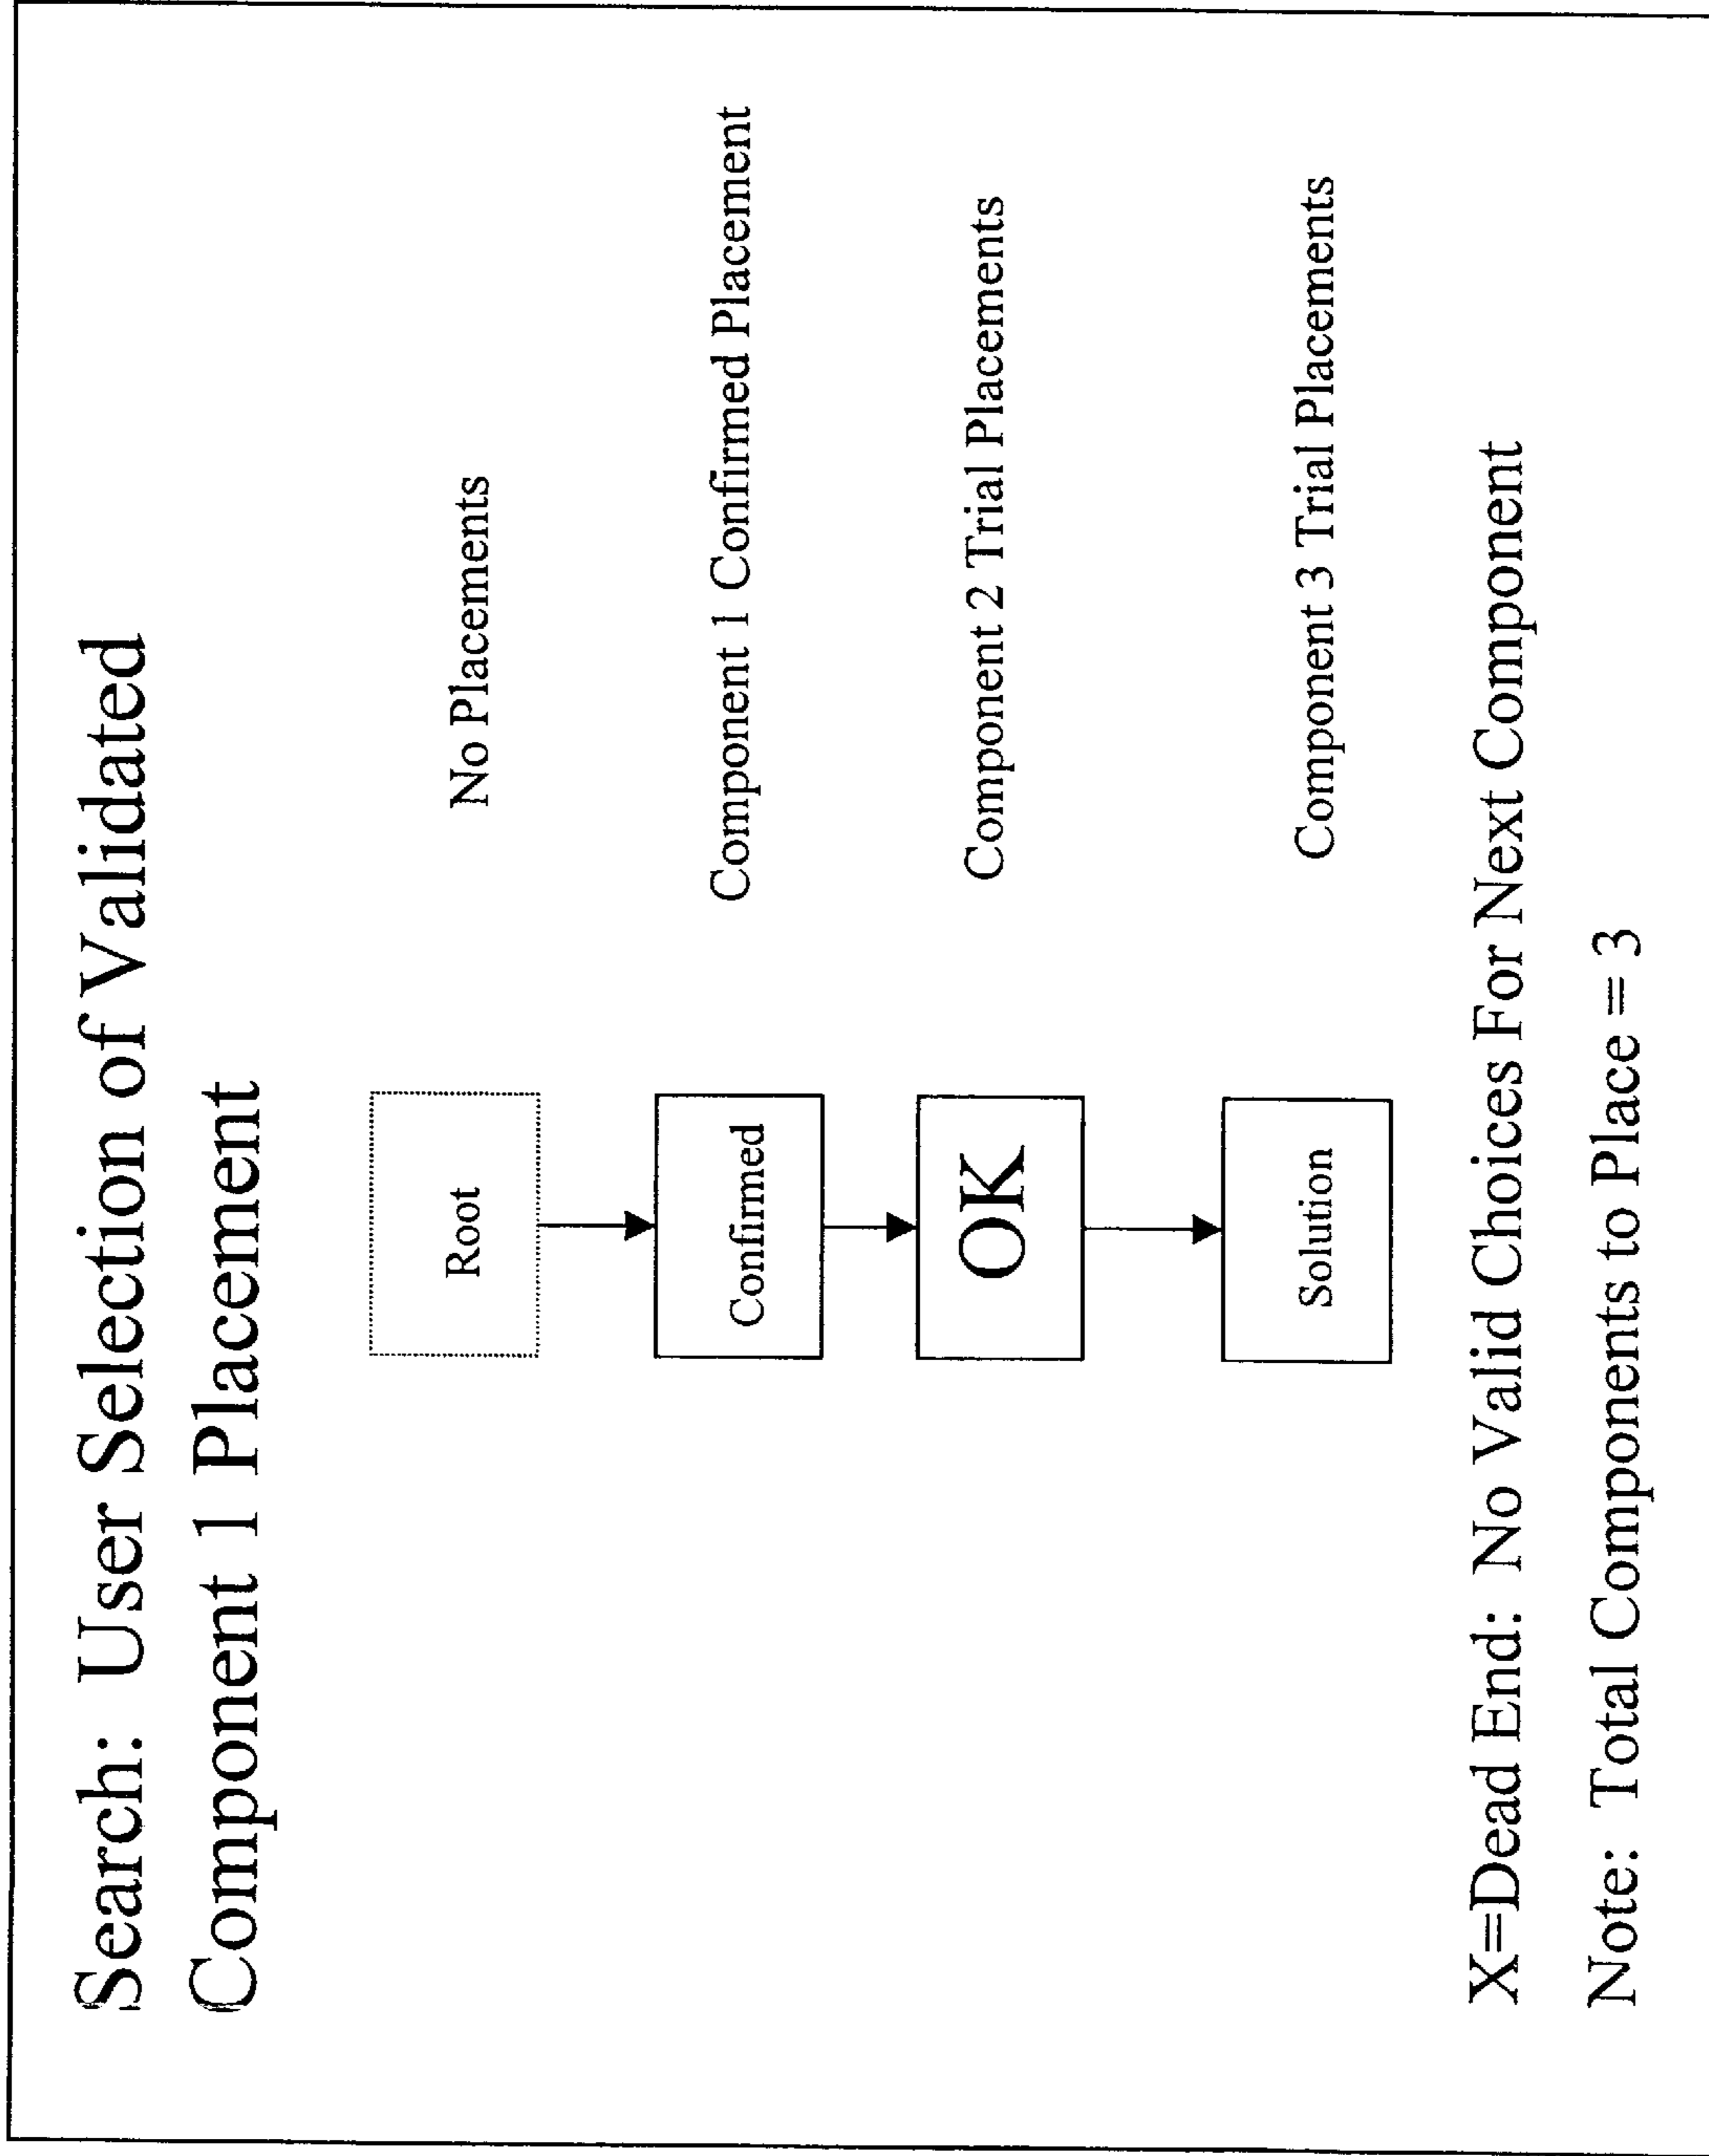 Search: User Selection of Validated
Component 1 Placement
Root
No Placements
Confirmed
Component 1 Confirmed Placement
OK
Component 2 Trial Placements
Solution
Component 3 Trial Placements
X=Dead End: No Valid Choices For Next Component
Note: Total Components to Place = 3